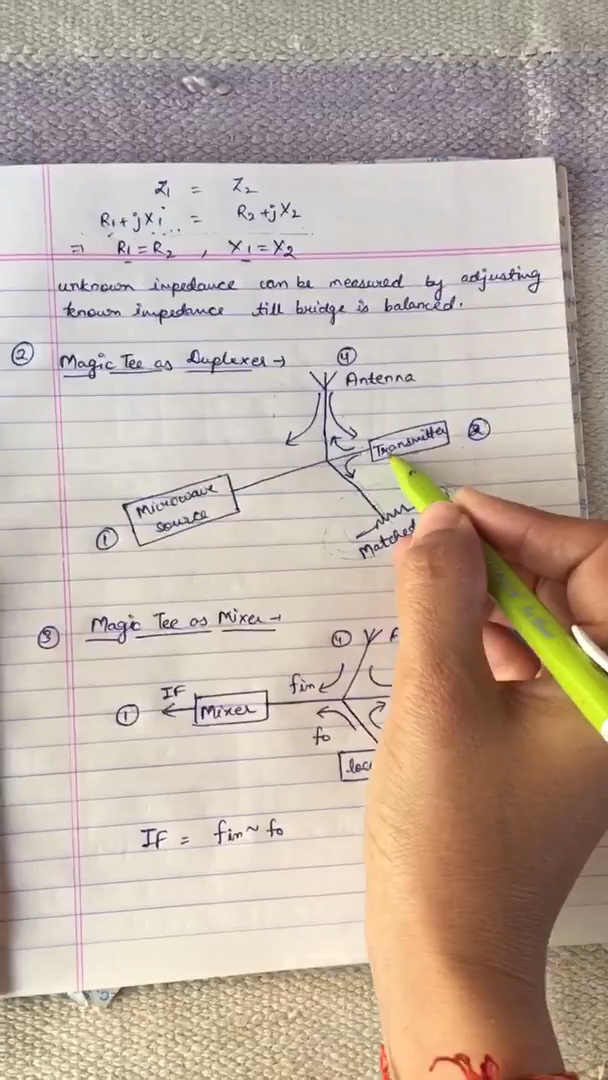 Z1 = Z2
R1+jX1 = R2+jX2
⇒ R1=R2 , X1=X2
unknown impedance can be measured by adjusting
known impedance till bridge is balanced.
② Magic Tee as Duplexer→
④
Antenna
Transmitter ②
Microwave
source
①
Matched
③ Magic Tee as Mixer→
④
fin
IF
① Mixer
fo
IF = fin~fo